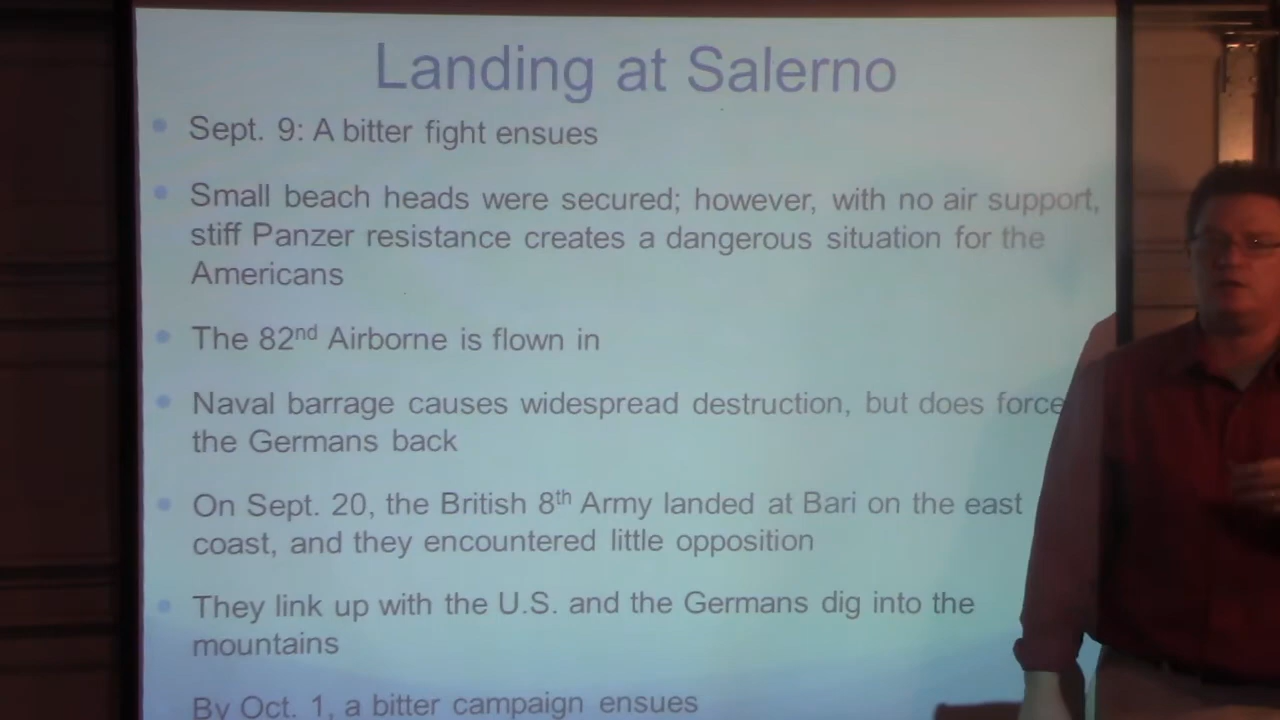 Landing at Salerno
Sept. 9: A bitter fight ensues
Small beach heads were secured; however, with no air support,
stiff Panzer resistance creates a dangerous situation for the
Americans
The 82nd Airborne is flown in
Naval barrage causes widespread destruction, but does force
the Germans back
On Sept. 20, the British 8th Army landed at Bari on the east
coast, and they encountered little opposition
They link up with the U.S. and the Germans dig into the
mountains
By Oct. 1, a bitter campaign ensues